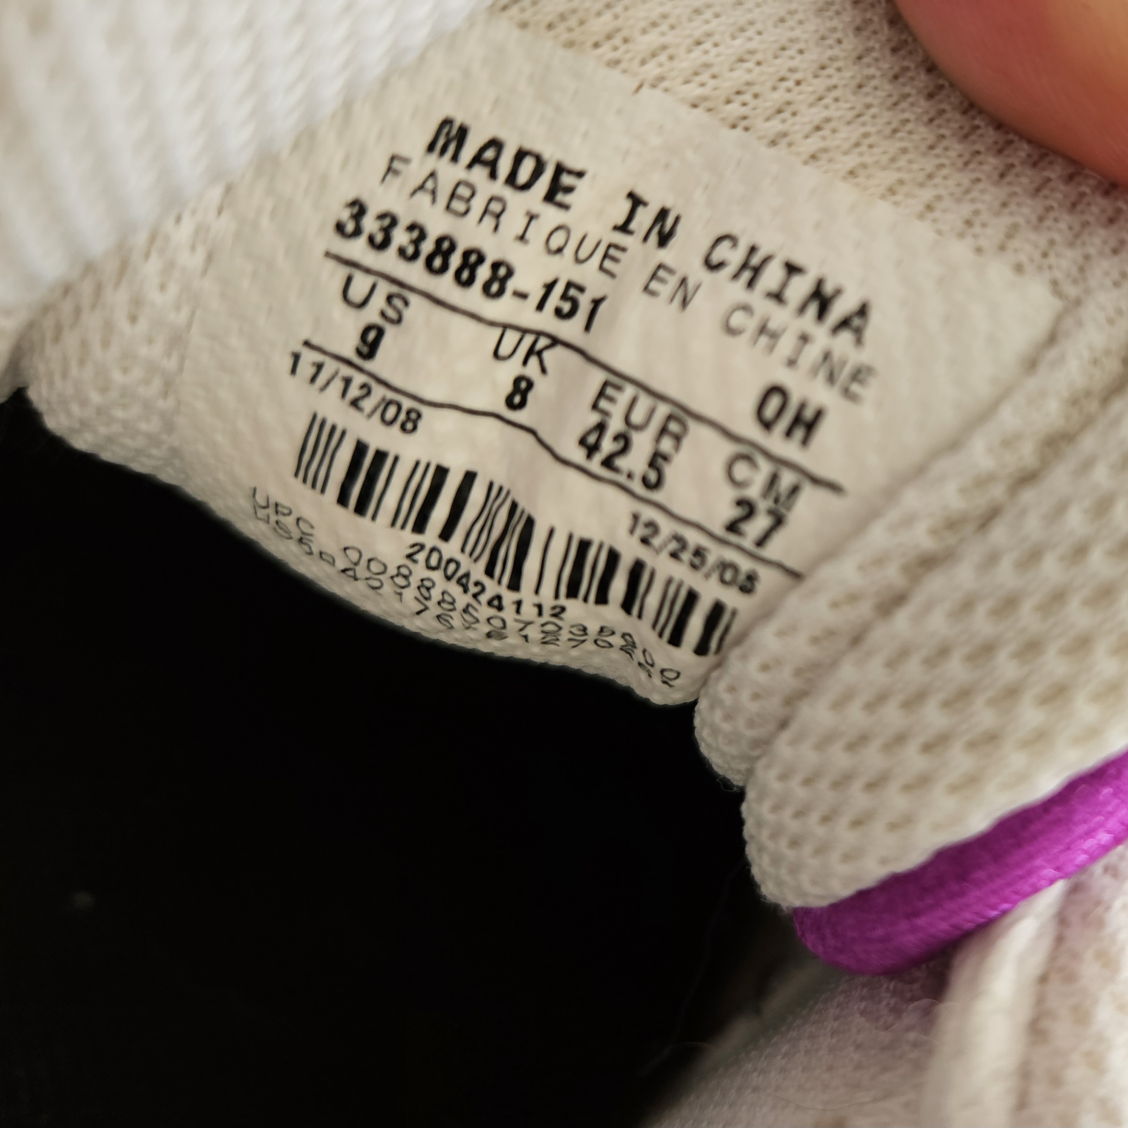 MADE IN CHINA
FABRIQUE EN CHINE
333888-151 QH
US UK EUR CM
9 8 42.5 27
11/12/08 12/25/08
200424112
UPC